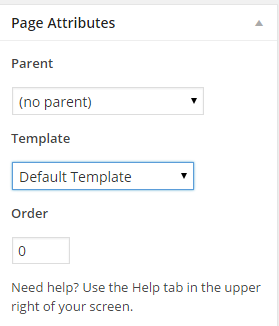 Page Attributes
Parent
(no parent)
Template
Default Template
Order
0
Need help? Use the Help tab in the upper
right of your screen.